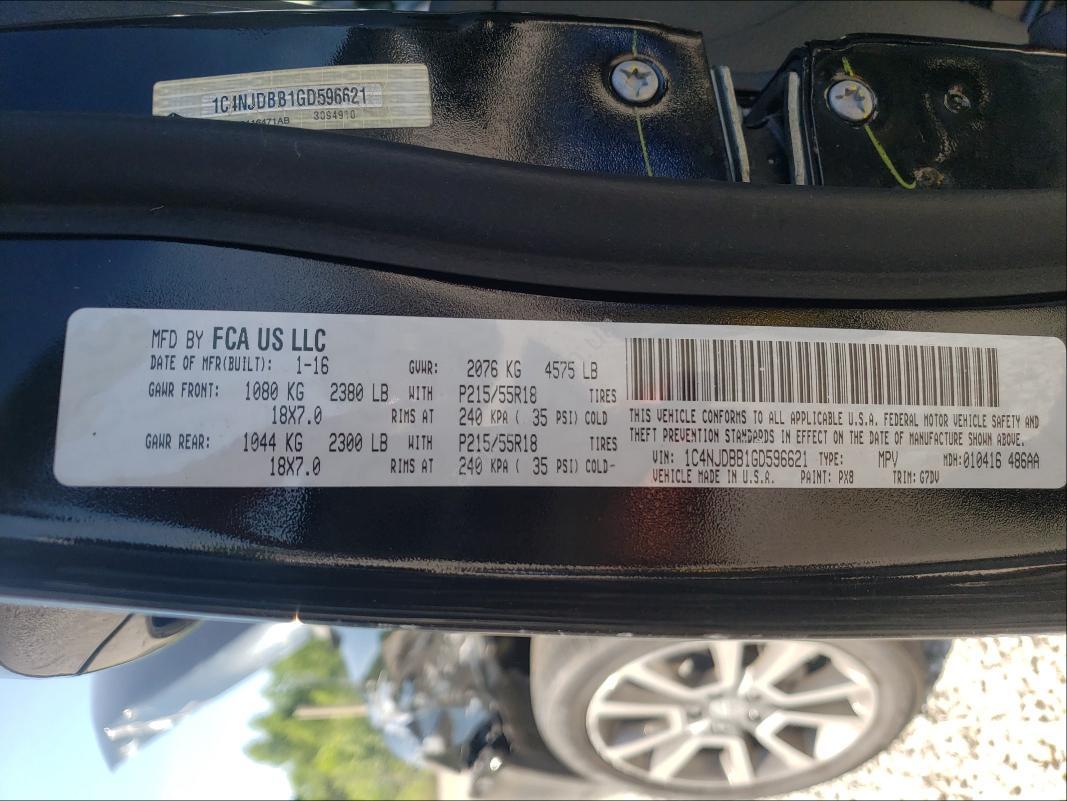 1C4NJDBB1GD596621
16471AB 3094910
MFD BY FCA US LLC
DATE OF MFR(BUILT): 1-16 GVWR: 2076 KG 4575 LB
GAWR FRONT: 1080 KG 2380 LB WITH P215/55R18 TIRES
18X7.0 RIMS AT 240 KPA ( 35 PSI) COLD
GAWR REAR: 1044 KG 2300 LB WITH P215/55R18 TIRES
18X7.0 RIMS AT 240 KPA ( 35 PSI) COLD-
THIS VEHICLE CONFORMS TO ALL APPLICABLE U.S.A. FEDERAL MOTOR VEHICLE SAFETY AND
THEFT PREVENTION STANDARDS IN EFFECT ON THE DATE OF MANUFACTURE SHOWN ABOVE.
VIN: 1C4NJDBB1GD596621 TYPE: MPV MDH:010416 486AA
VEHICLE MADE IN U.S.A. PAINT: PX8 TRIM: G7DV